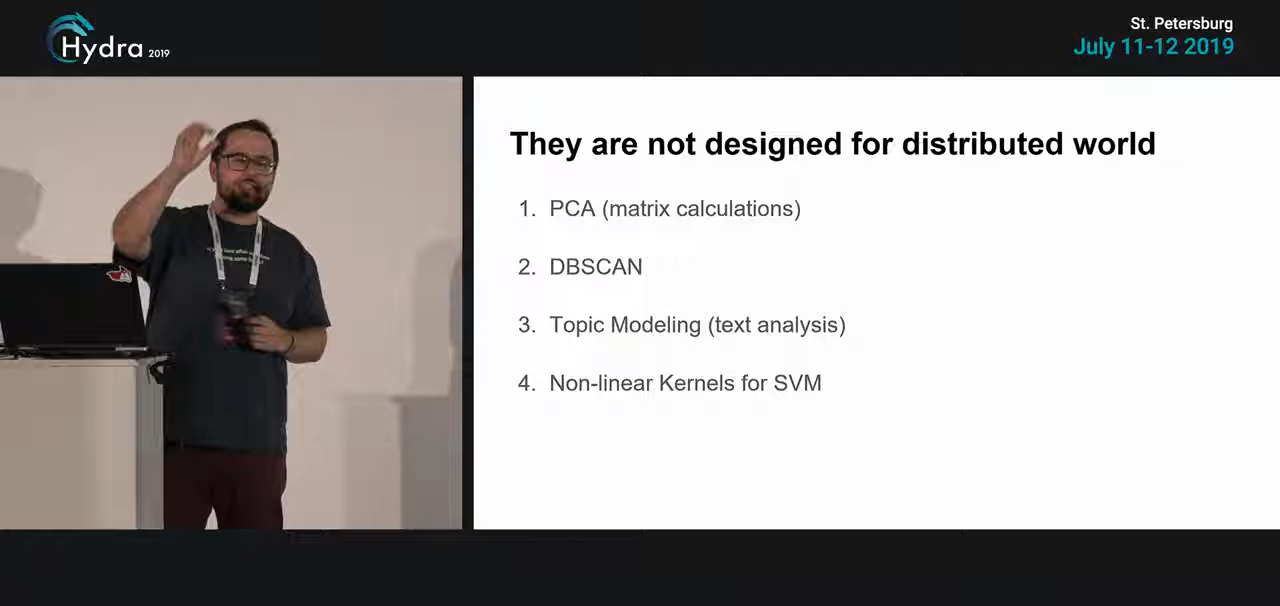 Hydra 2019
St. Petersburg
July 11-12 2019
They are not designed for distributed world
1. PCA (matrix calculations)
2. DBSCAN
3. Topic Modeling (text analysis)
4. Non-linear Kernels for SVM